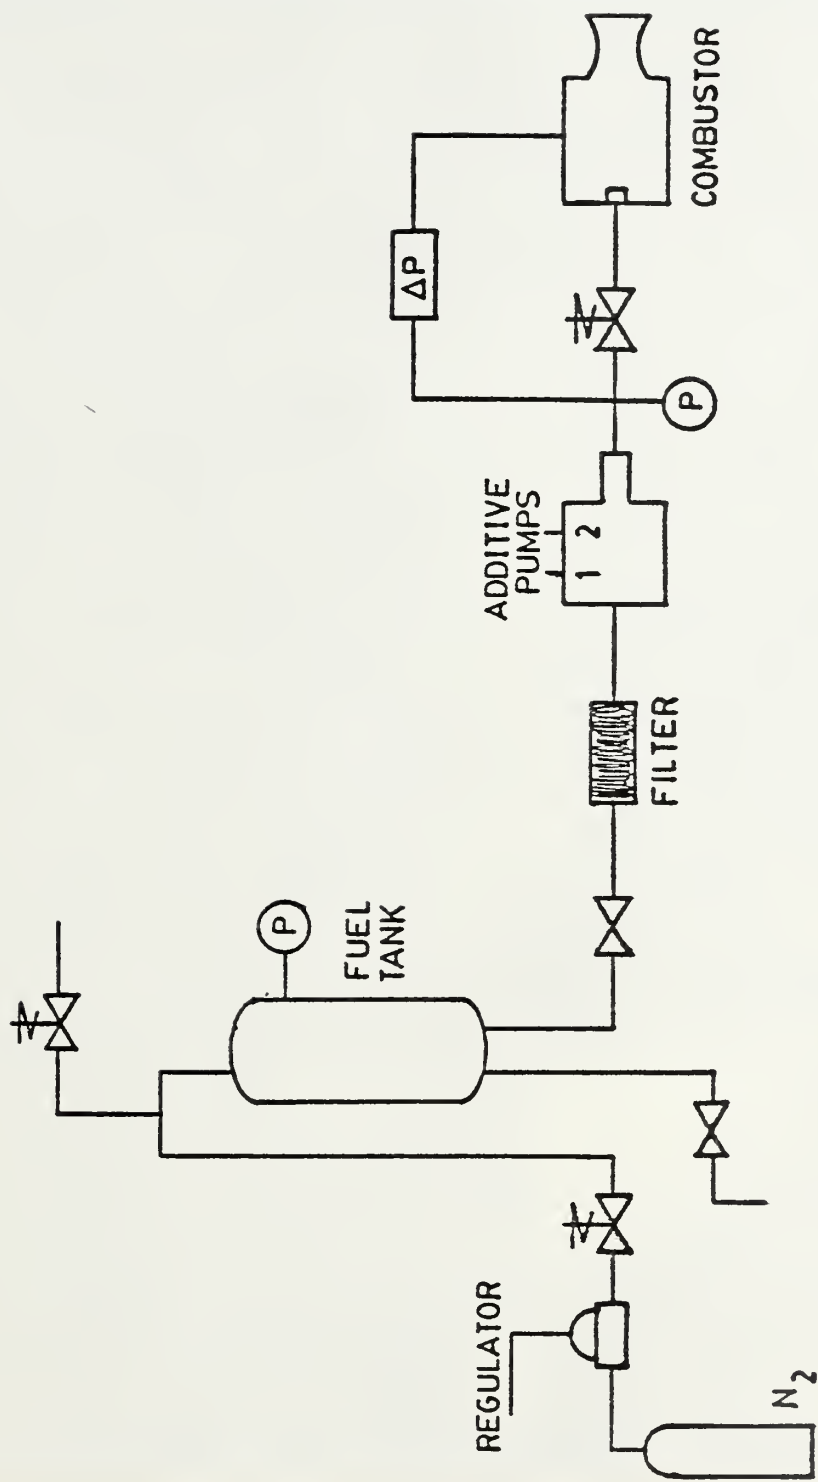 N2
REGULATOR
P
FUEL
TANK
FILTER
ADDITIVE
PUMPS
1 2
P
ΔP
COMBUSTOR